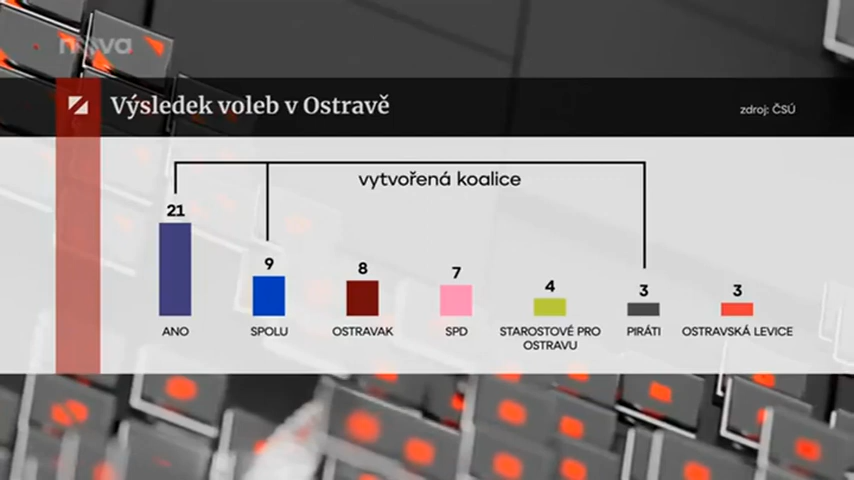 nova
Výsledek voleb v Ostravě
zdroj: ČSÚ
vytvořená koalice
21
9
8
7
4
3
3
ANO
SPOLU
OSTRAVAK
SPD
STAROSTOVÉ PRO
OSTRAVU
PIRÁTI
OSTRAVSKÁ LEVICE